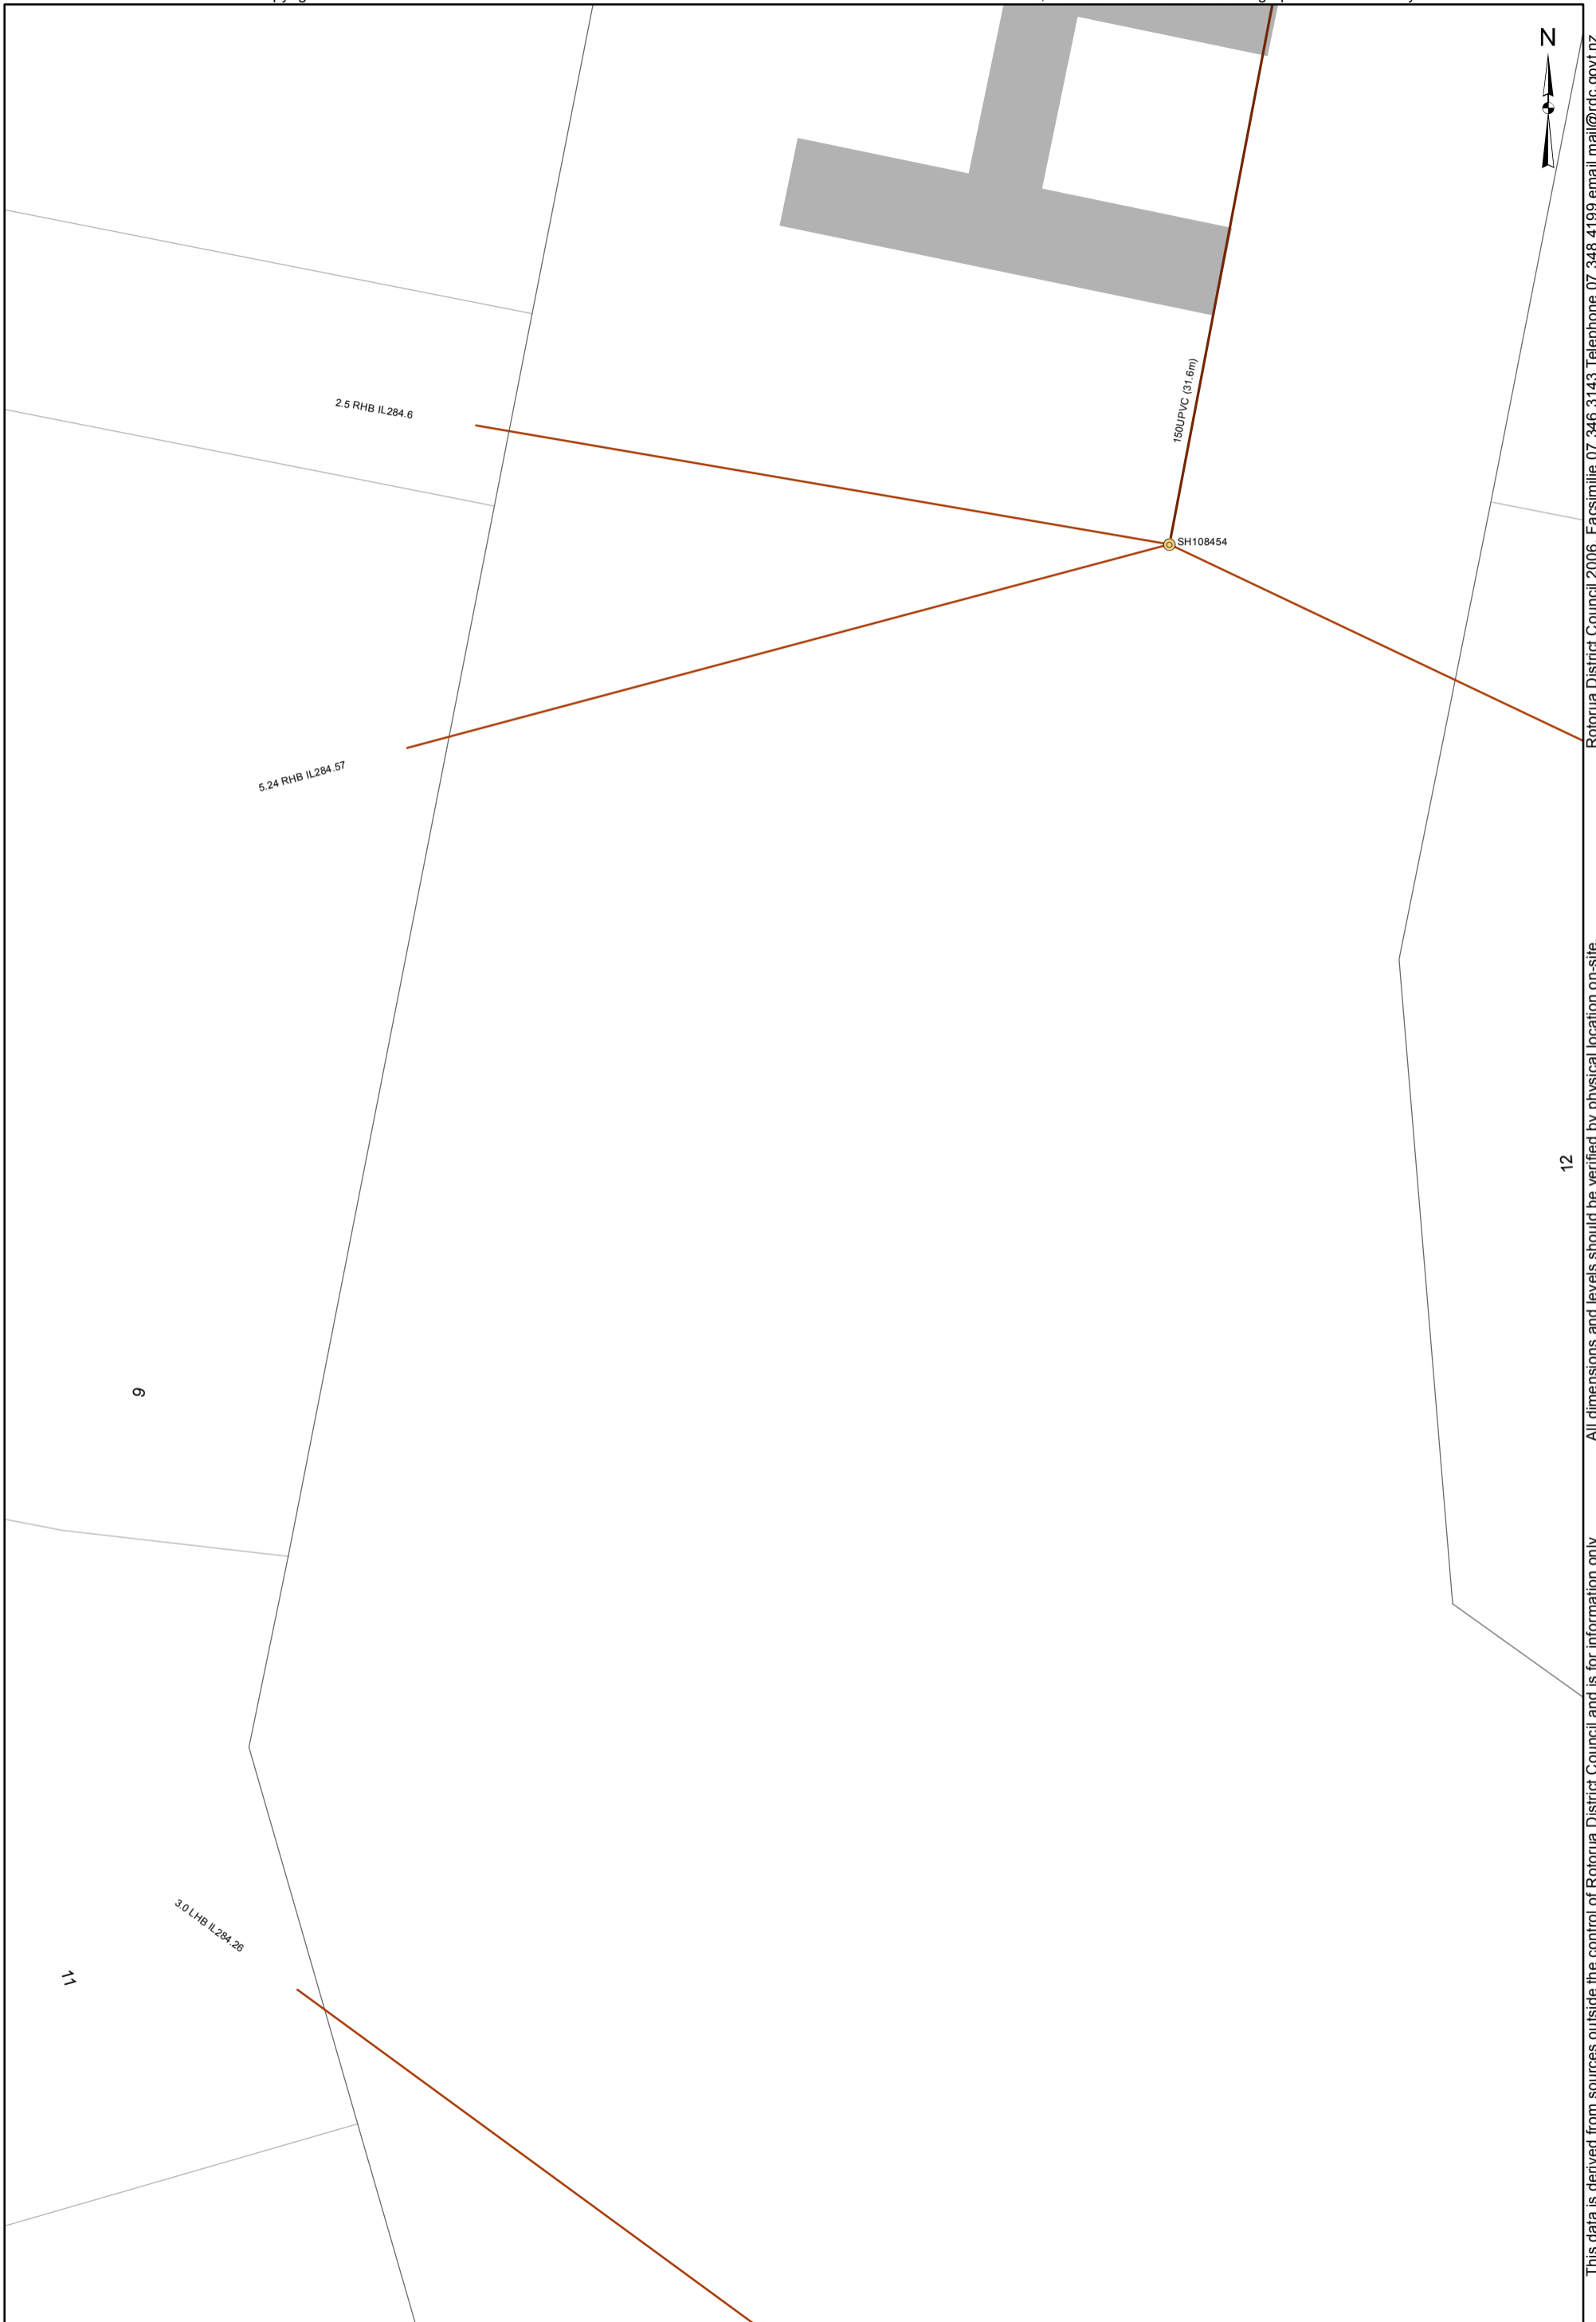 N
2.5 RHB IL284.6
150UPVC (31.6m)
SH108454
5.24 RHB IL284.57
12
9
3.0 LHB IL284.26
11
This data is derived from sources outside the control of Rotorua District Council and is for information only
All dimensions and levels should be verified by physical location on-site.
Rotorua District Council 2006 Facsimilie 07 346 3143 Telephone 07 348 4199 email mail@rdc.govt.nz